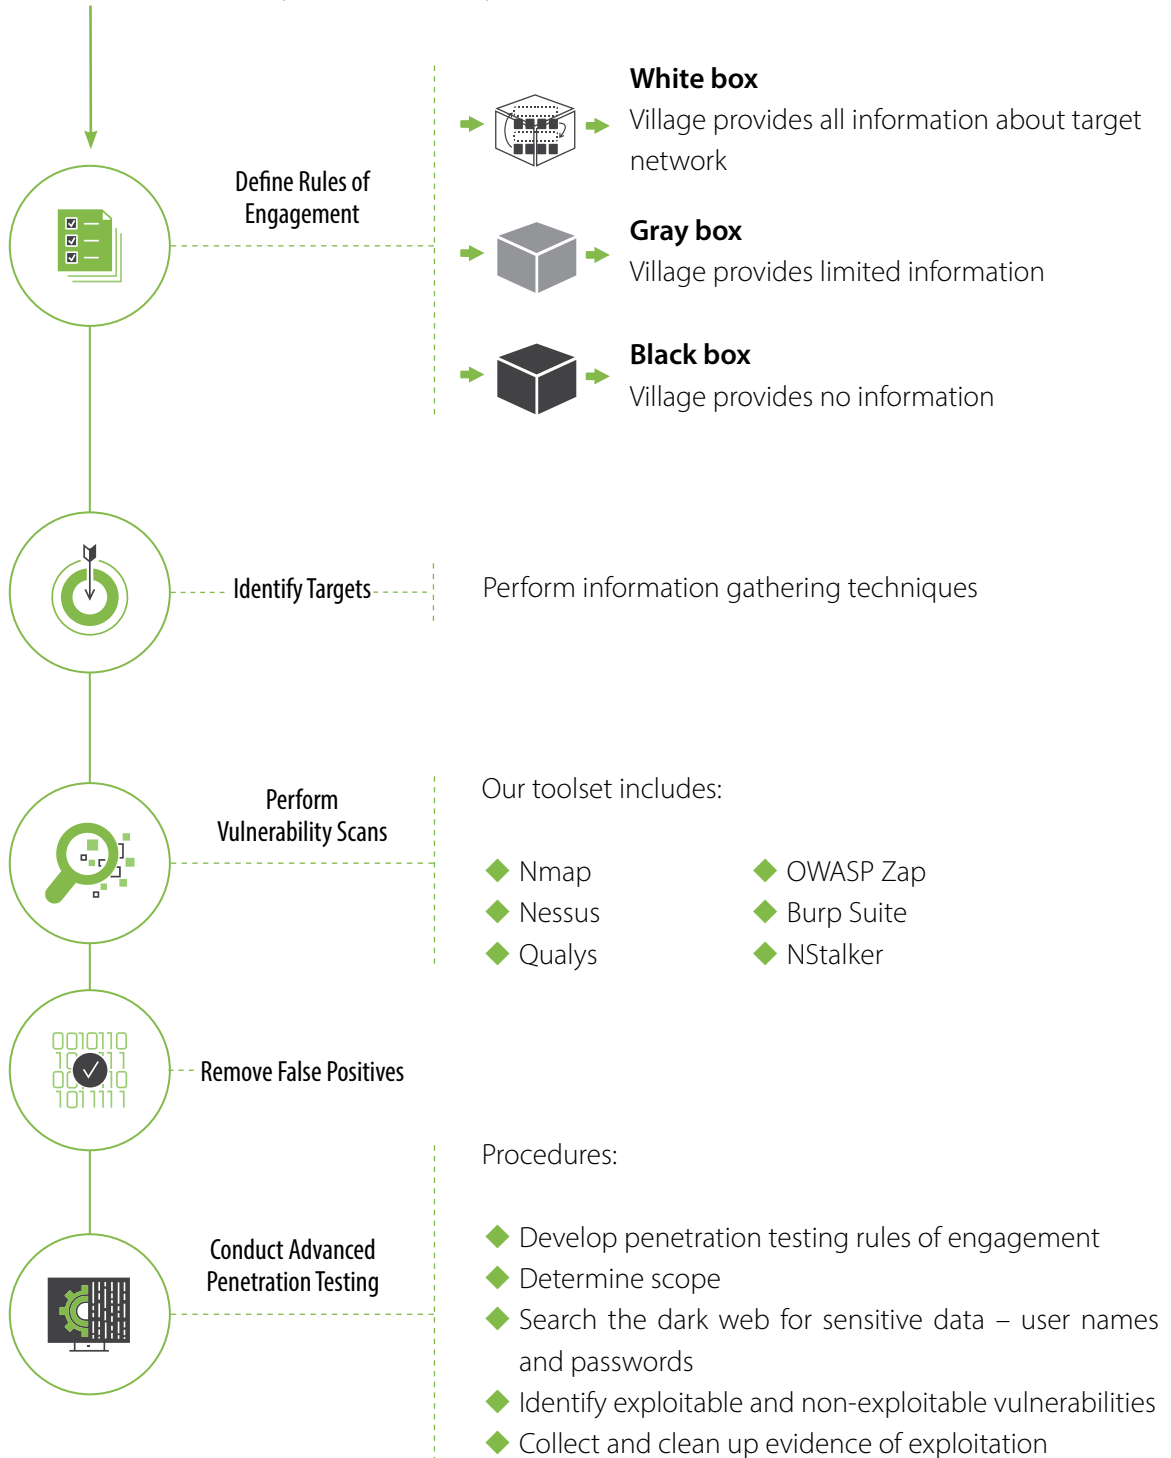 Define Rules of
Engagement
White box
Village provides all information about target
network
Gray box
Village provides limited information
Black box
Village provides no information
Identify Targets
Perform information gathering techniques
Perform
Vulnerability Scans
Our toolset includes:
Nmap
Nessus
Qualys
OWASP Zap
Burp Suite
NStalker
0010110
1011111
Remove False Positives
Conduct Advanced
Penetration Testing
Procedures:
Develop penetration testing rules of engagement
Determine scope
Search the dark web for sensitive data – user names
and passwords
Identify exploitable and non-exploitable vulnerabilities
Collect and clean up evidence of exploitation